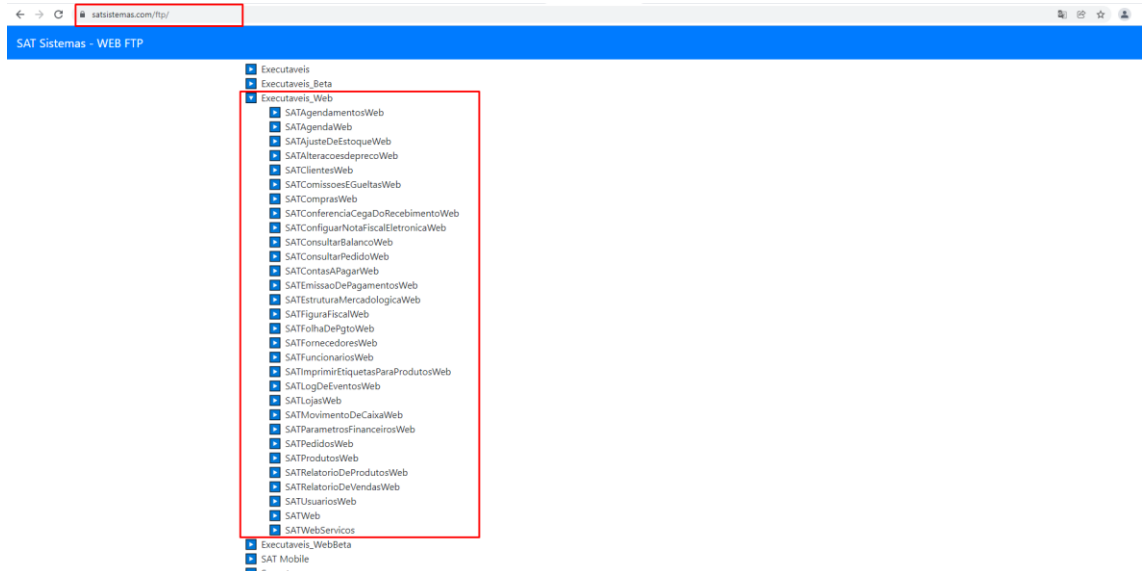 satsistemas.com/ftp/
SAT Sistemas - WEB FTP
Executaveis
Executaveis_Beta
Executaveis_Web
SATAgendamentosWeb
SATAgendaWeb
SATAjusteDeEstoqueWeb
SATAlteracoesdeprecoWeb
SATClientesWeb
SATComissoesEGueltasWeb
SATComprasWeb
SATConferenciaCegaDoRecebimentoWeb
SATConfiguarNotaFiscalEletronicaWeb
SATConsultarBalancoWeb
SATConsultarPedidoWeb
SATContasAPagarWeb
SATEmissaoDePagamentosWeb
SATEstruturaMercadologicaWeb
SATFiguraFiscalWeb
SATFolhaDePgtoWeb
SATFornecedoresWeb
SATFuncionariosWeb
SATImprimirEtiquetasParaProdutosWeb
SATLogDeEventosWeb
SATLojasWeb
SATMovimentoDeCaixaWeb
SATParametrosFinanceirosWeb
SATPedidosWeb
SATProdutosWeb
SATRelatorioDeProdutosWeb
SATRelatorioDeVendasWeb
SATUsuariosWeb
SATWeb
SATWebServicos
Executaveis_WebBeta
SAT Mobile